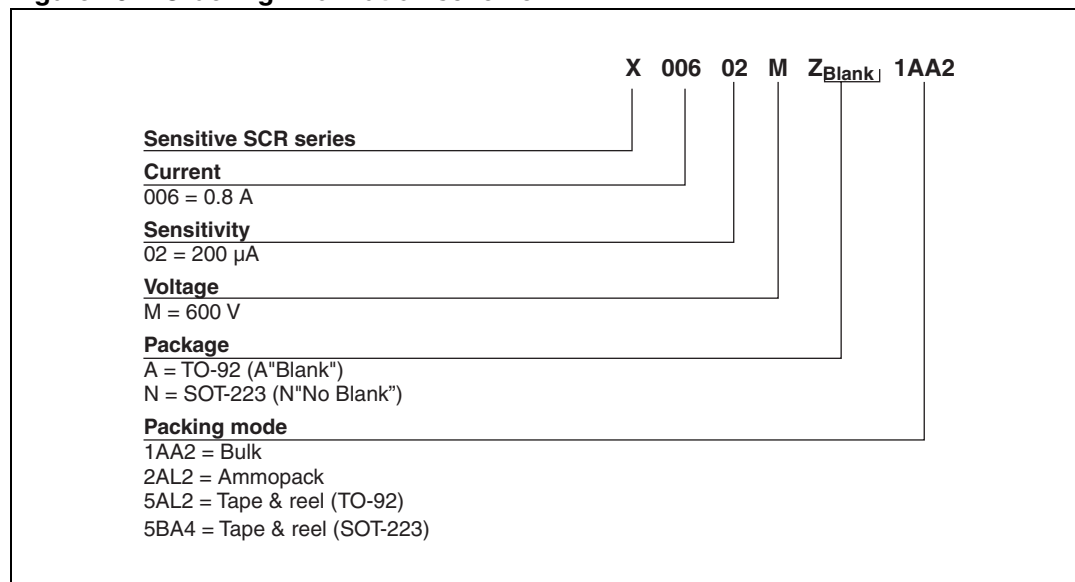 X 006 02 M Z Blank 1AA2
Sensitive SCR series
Current
006 = 0.8 A
Sensitivity
02 = 200 µA
Voltage
M = 600 V
Package
A = TO-92 (A"Blank")
N = SOT-223 (N"No Blank”)
Packing mode
1AA2 = Bulk
2AL2 = Ammopack
5AL2 = Tape & reel (TO-92)
5BA4 = Tape & reel (SOT-223)